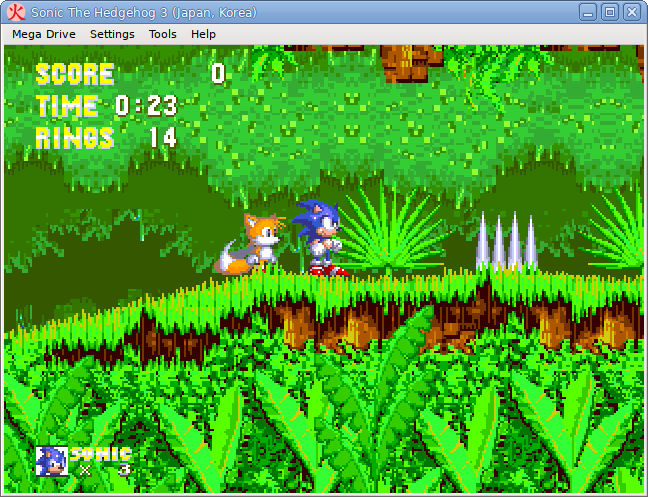 火 Sonic The Hedgehog 3 (Japan, Korea)
Mega Drive Settings Tools Help
SCORE 0
TIME 0:23
RINGS 14
SONIC
× 3